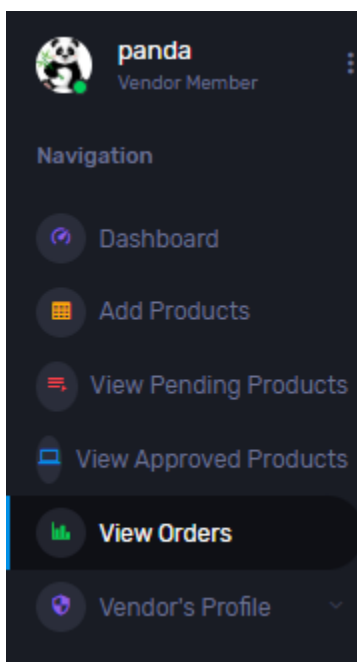 panda
Vendor Member
Navigation
Dashboard
Add Products
View Pending Products
View Approved Products
View Orders
Vendor's Profile